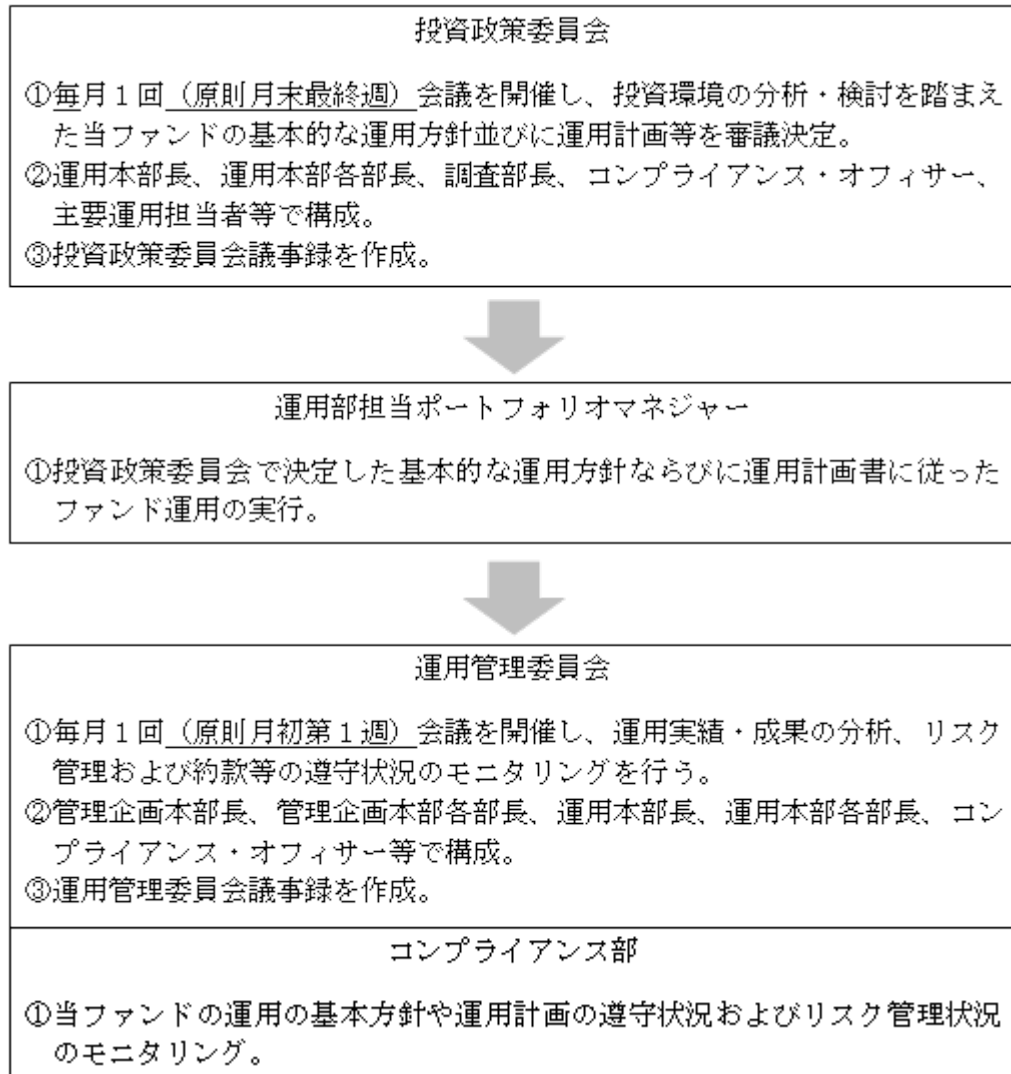 投資政策委員会
①毎月１回（原則月末最終週）会議を開催し、投資環境の分析・検討を踏まえ
た当ファンドの基本的な運用方針並びに運用計画等を審議決定。
②運用本部長、運用本部各部長、調査部長、コンプライアンス・オフィサー、
主要運用担当者等で構成。
③投資政策委員会議事録を作成。
運用部担当ポートフォリオマネジャー
①投資政策委員会で決定した基本的な運用方針ならびに運用計画書に従った
ファンド運用の実行。
運用管理委員会
①毎月１回（原則月初第１週）会議を開催し、運用実績・成果の分析、リスク
管理および約款等の遵守状況のモニタリングを行う。
②管理企画本部長、管理企画本部各部長、運用本部長、運用本部各部長、コン
プライアンス・オフィサー等で構成。
③運用管理委員会議事録を作成。
コンプライアンス部
①当ファンドの運用の基本方針や運用計画の遵守状況およびリスク管理状況
のモニタリング。